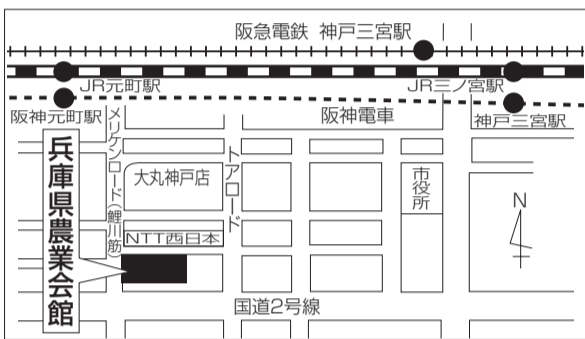 阪急電鉄 神戸三宮駅
JR元町駅
JR三ノ宮駅
阪神元町駅
阪神電車
神戸三宮駅
メリケンロード(鯉川筋)
トアロード
大丸神戸店
市役所
兵庫県農業会館
NTT西日本
N
国道2号線